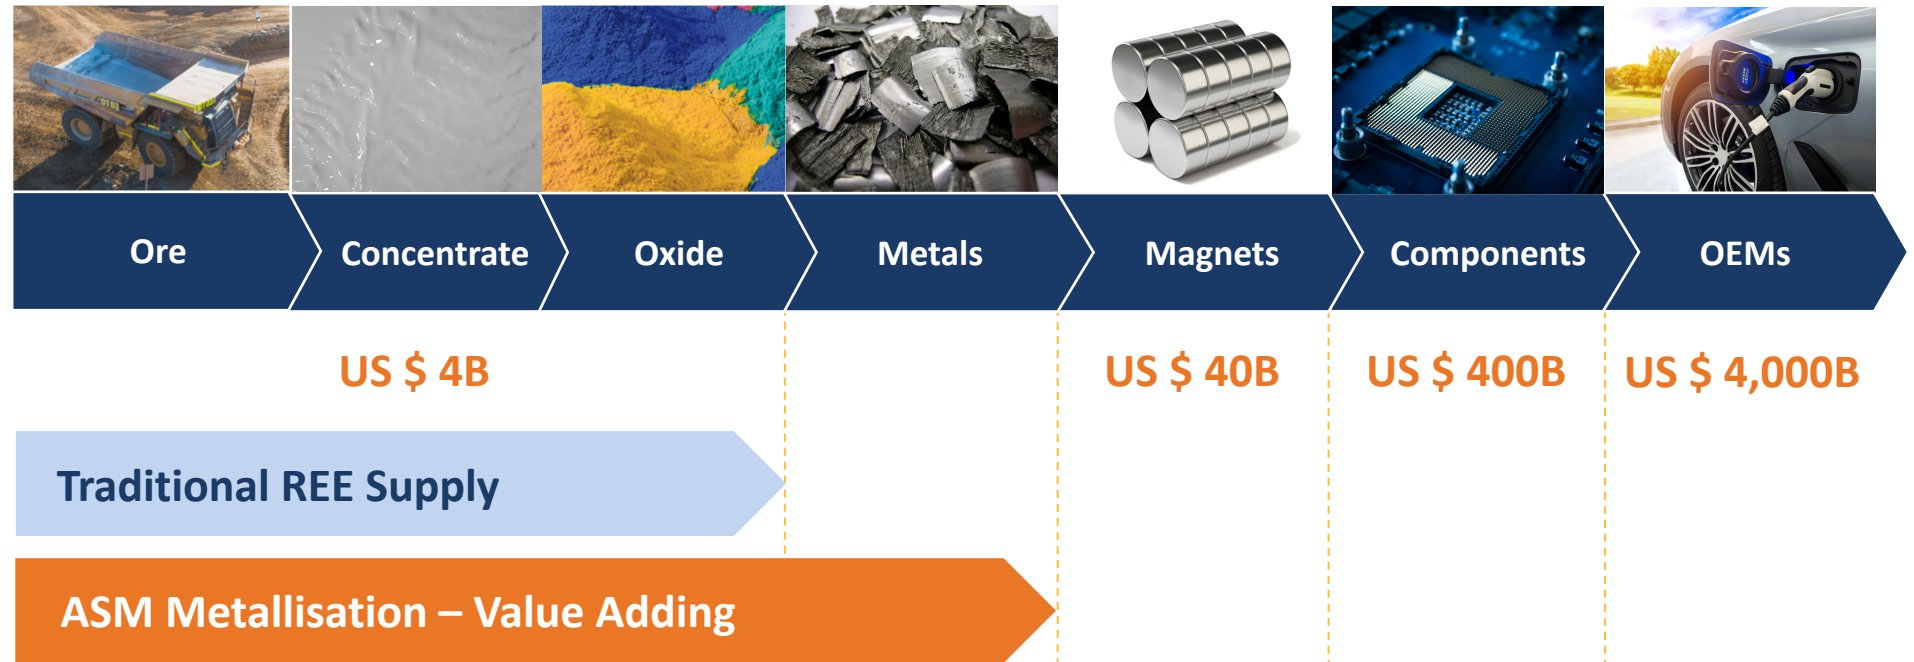 Ore
Concentrate
Oxide
Metals
Magnets
Components
OEMs
US $ 4B
US $ 40B
US $ 400B
US $ 4,000B
Traditional REE Supply
ASM Metallisation – Value Adding